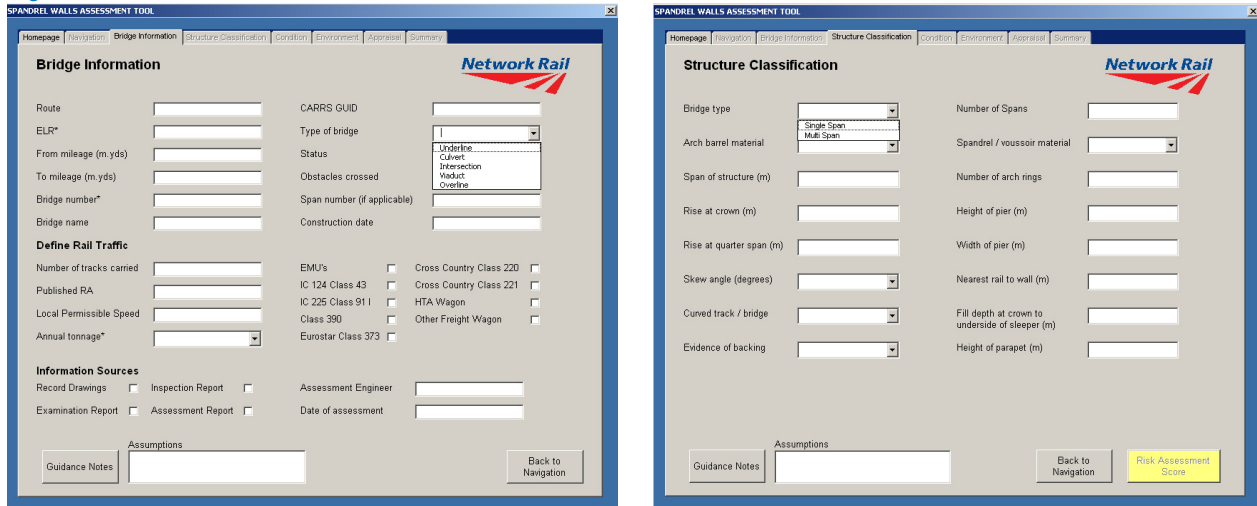 SPANDREL WALLS ASSESSMENT TOOL
Homepage Navigation Bridge Information Structure Classification Condition Environment Appraisal Summary
Bridge Information
Network Rail
Route
CARRS GUID
ELR*
Type of bridge
From mileage (m.yds)
Status
Underline
Culvert
Intersection
Viaduct
Overline
To mileage (m.yds)
Obstacles crossed
Bridge number*
Span number (if applicable)
Bridge name
Construction date
Define Rail Traffic
Number of tracks carried
EMU's
Cross Country Class 220
Published RA
IC 124 Class 43
Cross Country Class 221
IC 225 Class 91 I
HTA Wagon
Local Permissible Speed
Class 390
Other Freight Wagon
Annual tonnage*
Eurostar Class 373
Information Sources
Record Drawings
Inspection Report
Assessment Engineer
Examination Report
Assessment Report
Date of assessment
Assumptions
Guidance Notes
Back to
Navigation
SPANDREL WALLS ASSESSMENT TOOL
Homepage Navigation Bridge Information Structure Classification Condition Environment Appraisal Summary
Structure Classification
Network Rail
Bridge type
Single Span
Multi Span
Number of Spans
Arch barrel material
Spandrel / voussoir material
Span of structure (m)
Number of arch rings
Rise at crown (m)
Height of pier (m)
Rise at quarter span (m)
Width of pier (m)
Skew angle (degrees)
Nearest rail to wall (m)
Curved track / bridge
Fill depth at crown to
underside of sleeper (m)
Evidence of backing
Height of parapet (m)
Assumptions
Guidance Notes
Back to
Navigation
Risk Assessment
Score